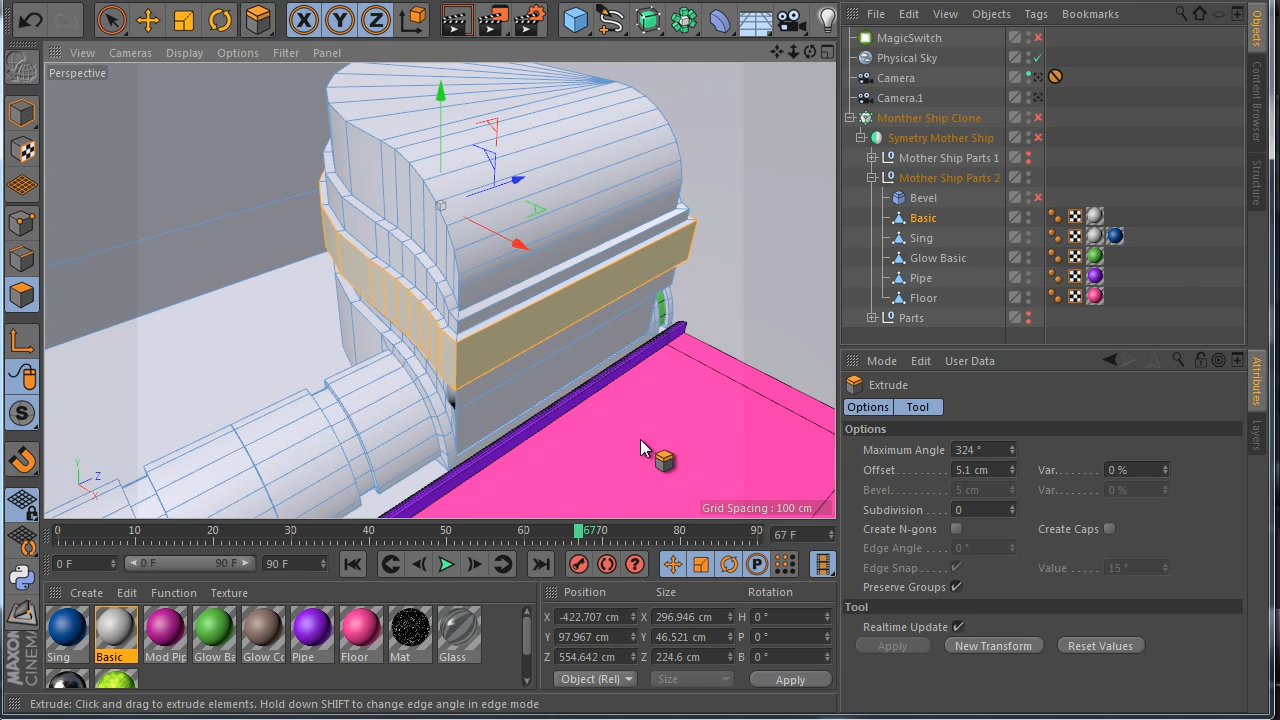 File Edit View Objects Tags Bookmarks
View Cameras Display Options Filter Panel
Perspective
MagicSwitch
Physical Sky
Camera
Camera.1
Monther Ship Clone
Symetry Mother Ship
Mother Ship Parts 1
Mother Ship Parts 2
Bevel
Basic
Sing
Glow Basic
Pipe
Floor
Parts
Objects
Content Browser
Structure
Mode Edit User Data
Extrude
Options Tool
Options
Maximum Angle 324 °
Offset 5.1 cm Var. 0 %
Bevel 5 cm Var. 0 %
Subdivision 0
Create N-gons Create Caps
Edge Angle 0 °
Edge Snap Value 15 °
Preserve Groups
Tool
Realtime Update
Apply New Transform Reset Values
Attributes
Layers
Y Z X
Grid Spacing : 100 cm
0 10 20 30 40 50 60 6770 80 90 67 F
0 F 0 F 90 F 90 F
Create Edit Function Texture
Sing Basic Mod Pip Glow Ba Glow Co Pipe Floor Mat Glass
Position Size Rotation
X -422.707 cm X 296.946 cm H 0 °
Y 97.967 cm Y 46.521 cm P 0 °
Z 554.642 cm Z 224.6 cm B 0 °
Object (Rel) Size Apply
MAXON
CINEMA
Extrude: Click and drag to extrude elements. Hold down SHIFT to change edge angle in edge mode